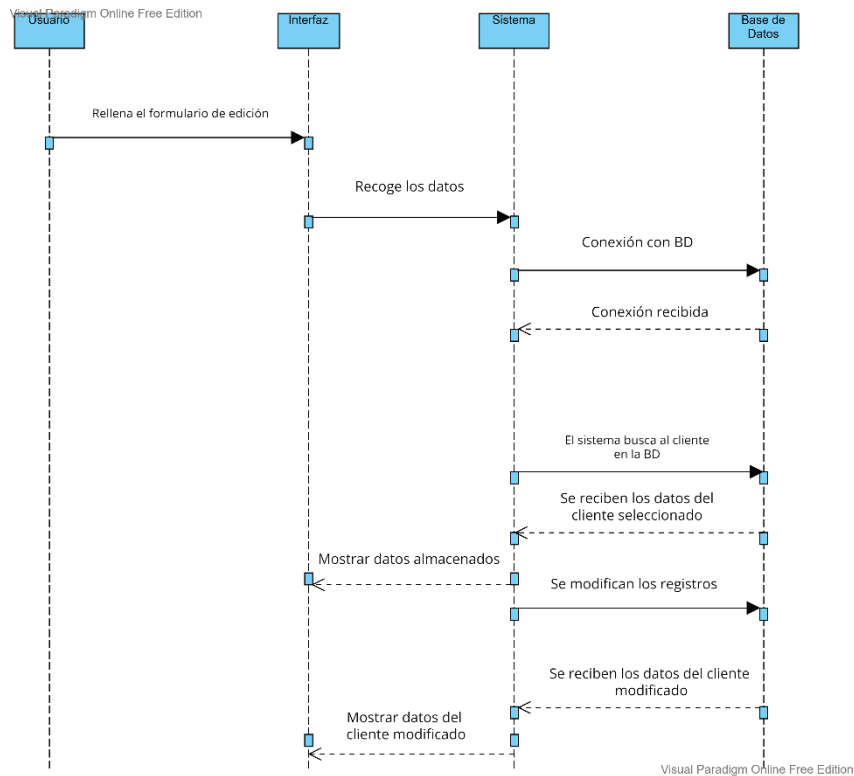 Visual Paradigm Online Free Edition
Usuario
Interfaz
Sistema
Base de
Datos
Rellena el formulario de edición
Recoge los datos
Conexión con BD
Conexión recibida
El sistema busca al cliente
en la BD
Se reciben los datos del
cliente seleccionado
Mostrar datos almacenados
Se modifican los registros
Se reciben los datos del cliente
modificado
Mostrar datos del
cliente modificado
Visual Paradigm Online Free Edition